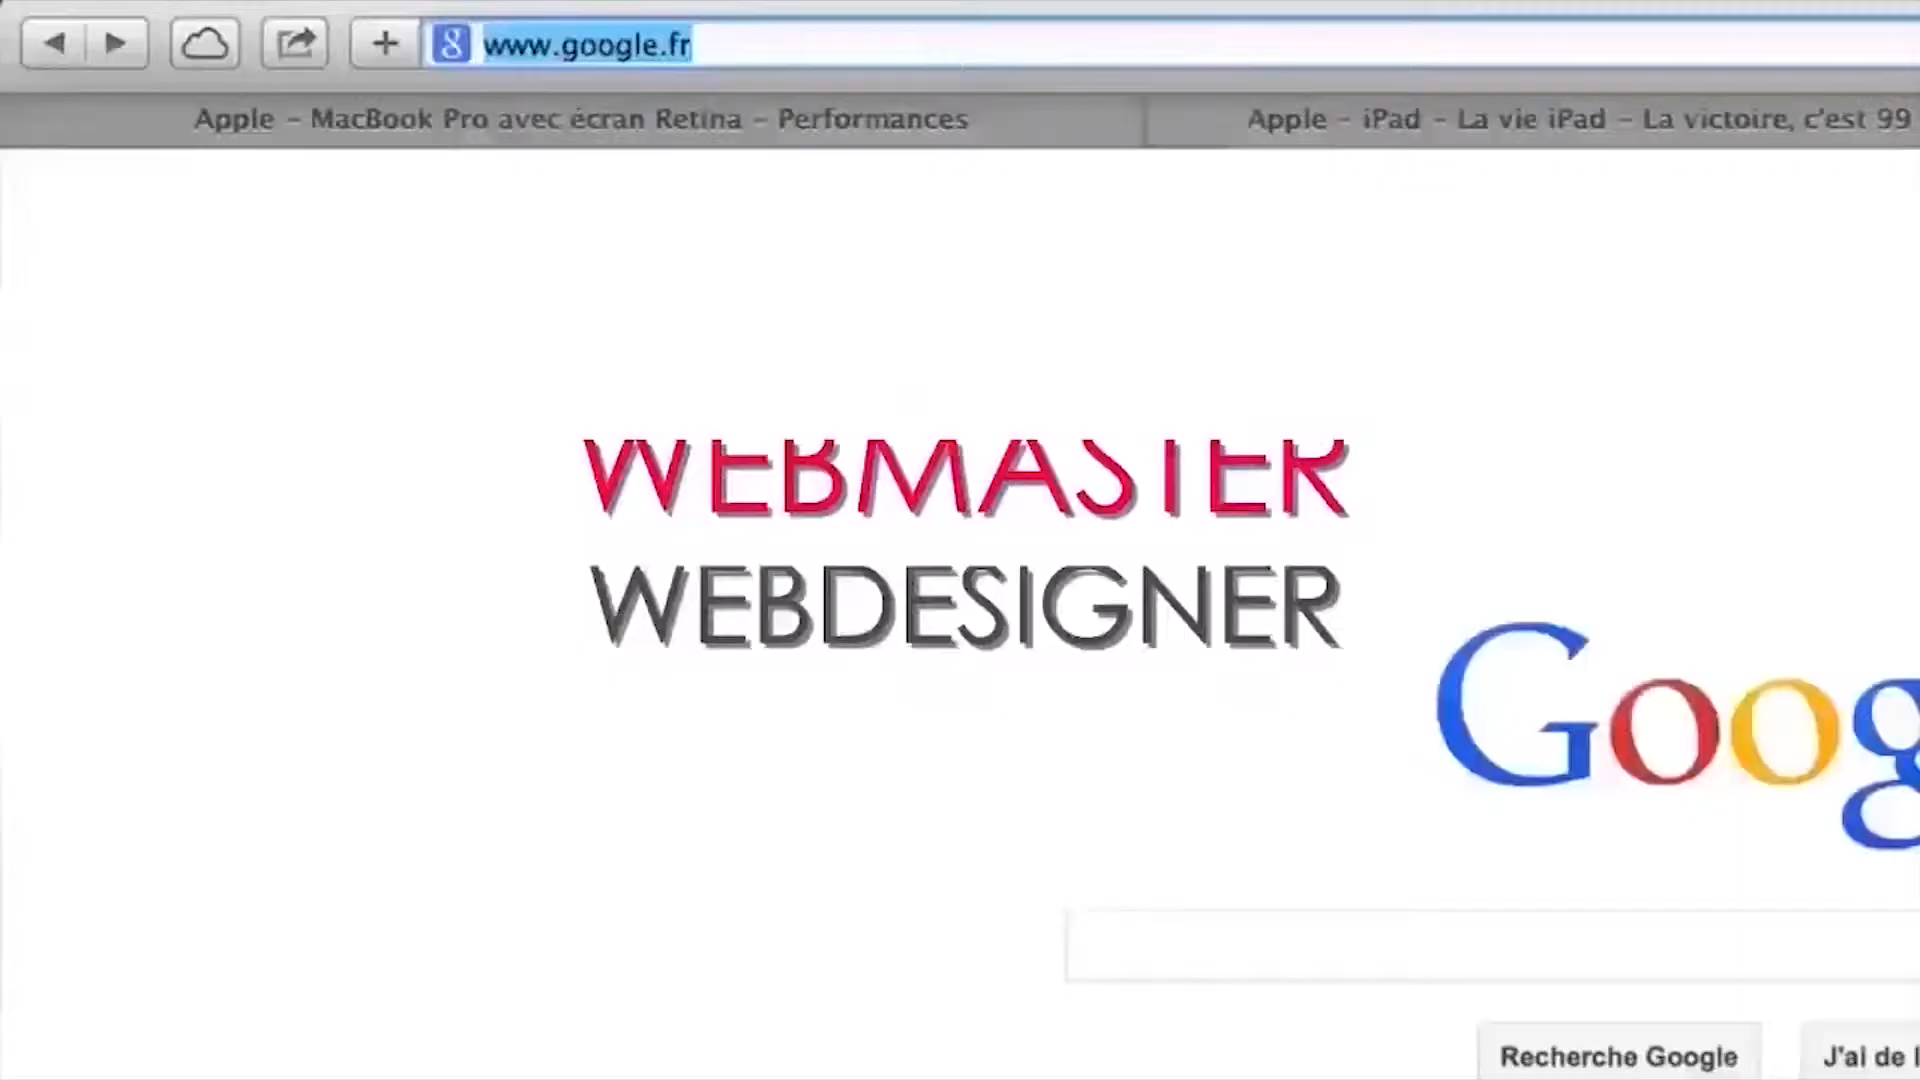 www.google.fr
Apple - MacBook Pro avec écran Retina - Performances
Apple - iPad - La vie iPad - La victoire, c'est 99
WEBMASTER
WEBDESIGNER
Goog
Recherche Google
J'ai de l